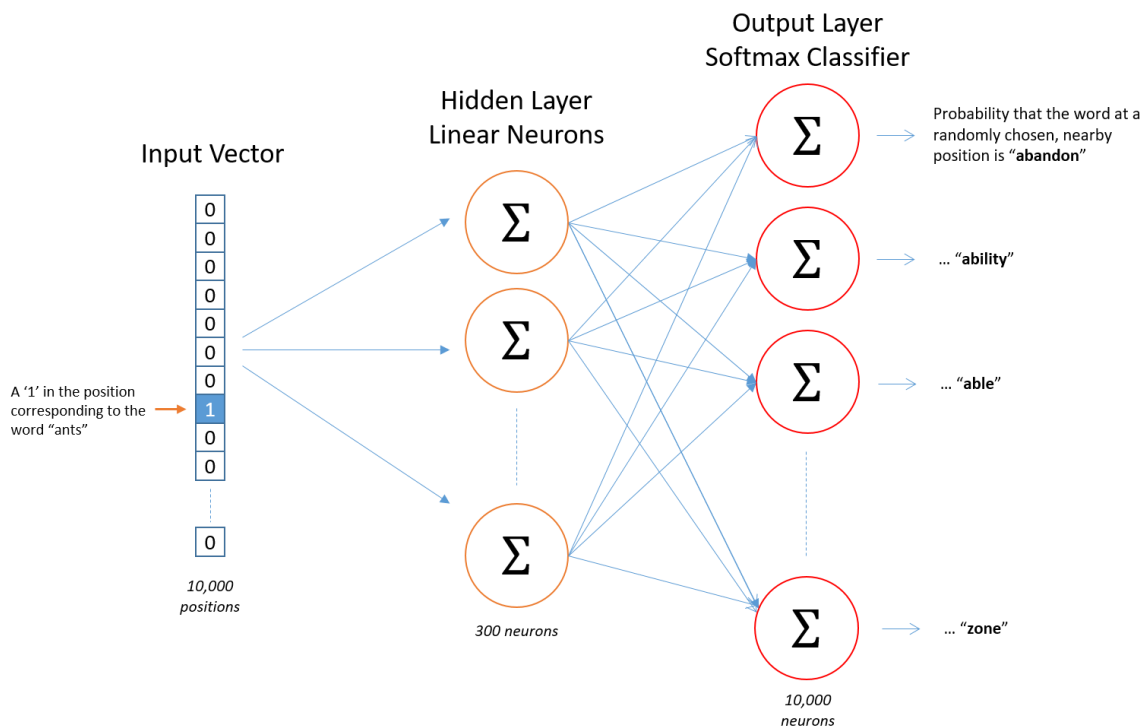 Output Layer
Softmax Classifier
Hidden Layer
Linear Neurons
Input Vector
0
0
0
0
0
0
0
1
0
0
0
A ‘1’ in the position
corresponding to the
word “ants”
10,000
positions
Σ
Σ
Σ
300 neurons
Σ
Σ
Σ
Σ
10,000
neurons
Probability that the word at a
randomly chosen, nearby
position is “abandon”
... “ability”
... “able”
... “zone”